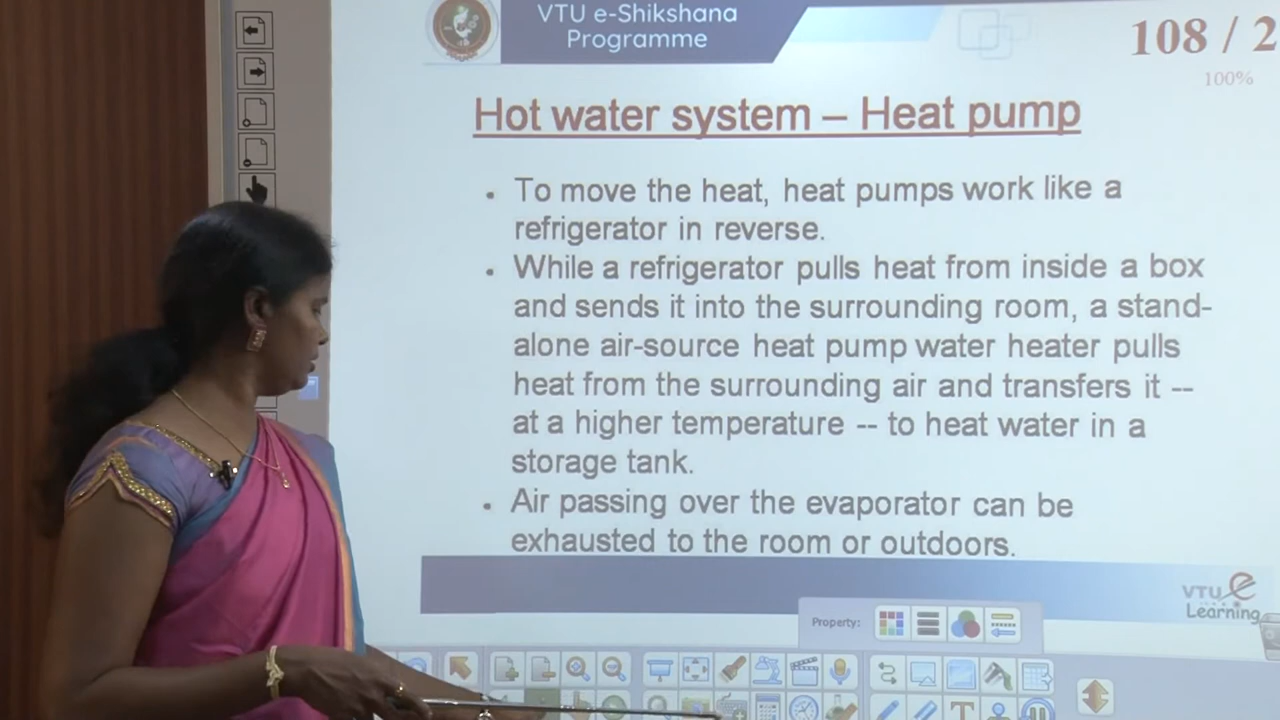 VTU e-Shikshana
Programme
108 / 2
100%
Hot water system – Heat pump
• To move the heat, heat pumps work like a
refrigerator in reverse.
• While a refrigerator pulls heat from inside a box
and sends it into the surrounding room, a stand-
alone air-source heat pump water heater pulls
heat from the surrounding air and transfers it --
at a higher temperature -- to heat water in a
storage tank.
• Air passing over the evaporator can be
exhausted to the room or outdoors.
VTU e
Learning
Property: